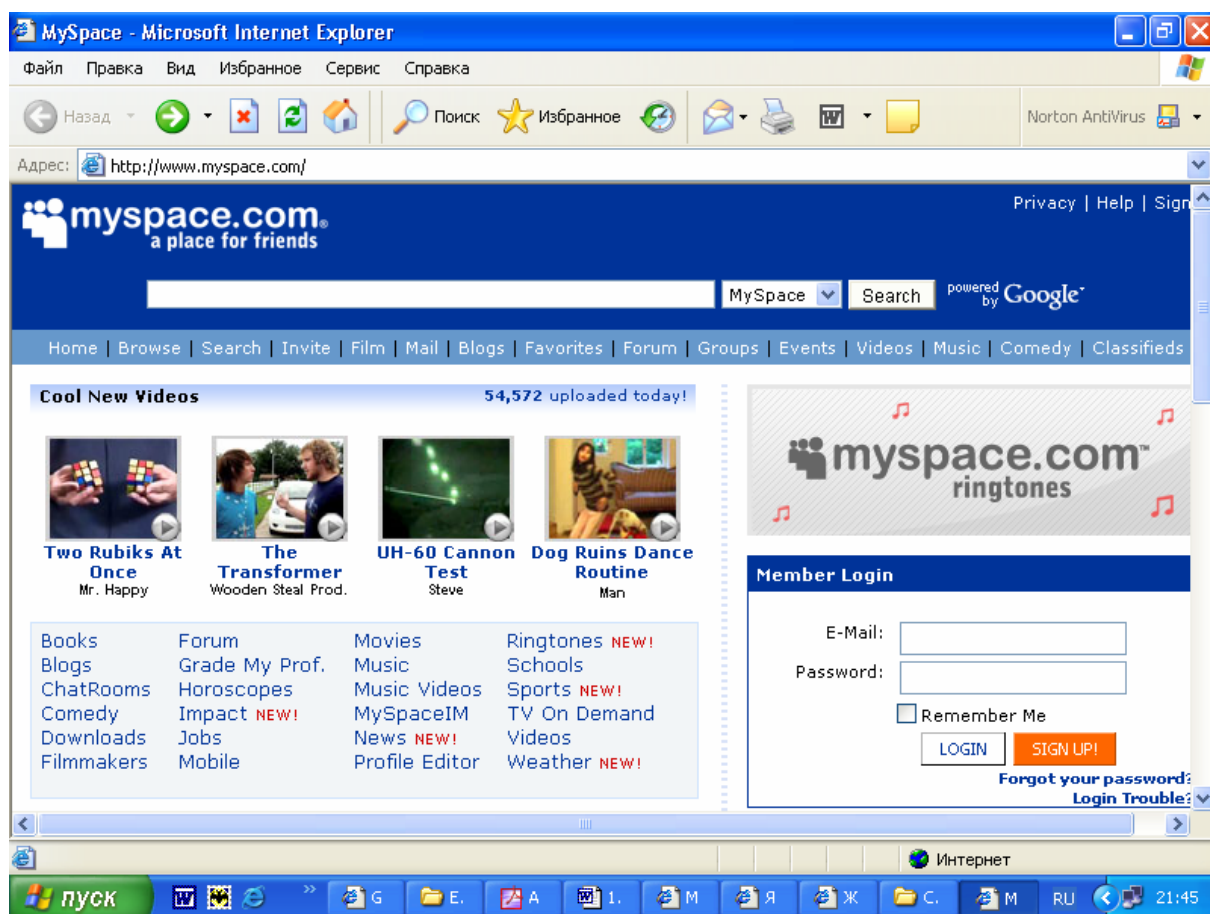 MySpace - Microsoft Internet Explorer
Файл Правка Вид Избранное Сервис Справка
Назад Поиск Избранное Norton AntiVirus
Адрес: http://www.myspace.com/
myspace.com®
a place for friends
Privacy | Help | Sign
MySpace Search powered by Google™
Home | Browse | Search | Invite | Film | Mail | Blogs | Favorites | Forum | Groups | Events | Videos | Music | Comedy | Classifieds
Cool New Videos 54,572 uploaded today!
Two Rubiks At Once
Mr. Happy
The Transformer
Wooden Steal Prod.
UH-60 Cannon Test
Steve
Dog Ruins Dance Routine
Man
myspace.com™
ringtones
Books Forum Movies Ringtones NEW!
Blogs Grade My Prof. Music Schools
ChatRooms Horoscopes Music Videos Sports NEW!
Comedy Impact NEW! MySpaceIM TV On Demand
Downloads Jobs News NEW! Videos
Filmmakers Mobile Profile Editor Weather NEW!
Member Login
E-Mail:
Password:
Remember Me
LOGIN SIGN UP!
Forgot your password?
Login Trouble?
Интернет
пуск G E. A 1. M Я Ж C. M RU 21:45